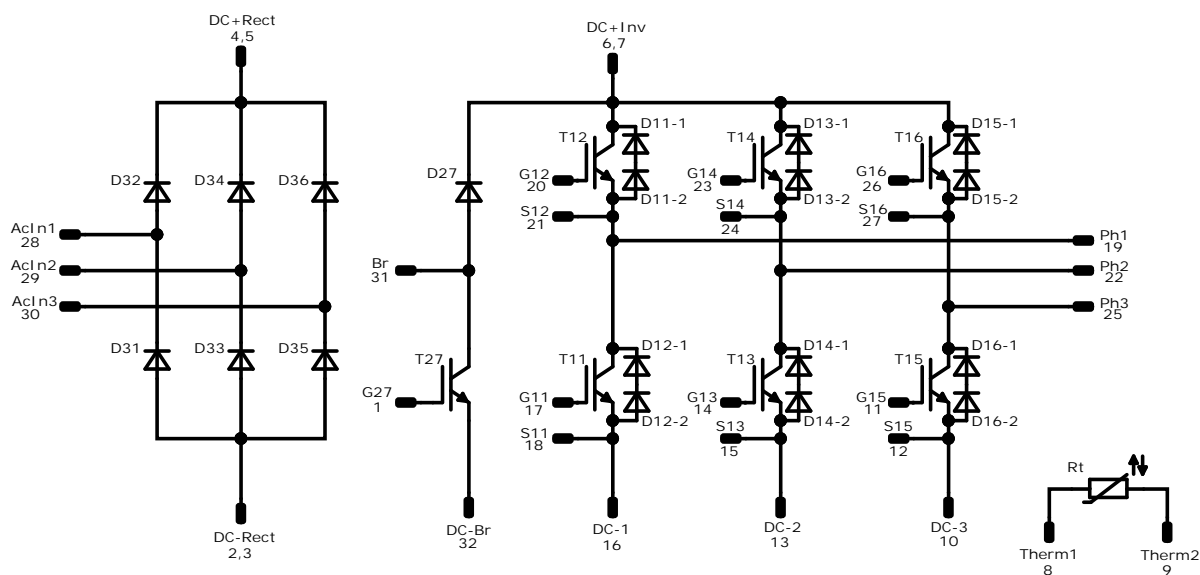 DC+Rect
4,5
DC+Inv
6,7
D11-1
D13-1
D15-1
T12
T14
T16
D32
D34
D36
D27
G12
20
G14
23
G16
26
D11-2
D13-2
D15-2
S12
21
S14
24
S16
27
AcIn1
28
AcIn2
29
AcIn3
30
Br
31
Ph1
19
Ph2
22
Ph3
25
D31
D33
D35
T27
T11
T13
T15
D12-1
D14-1
D16-1
G27
1
G11
17
G13
14
G15
11
D12-2
D14-2
D16-2
S11
18
S13
15
S15
12
Rt
DC-Rect
2,3
DC-Br
32
DC-1
16
DC-2
13
DC-3
10
Therm1
8
Therm2
9